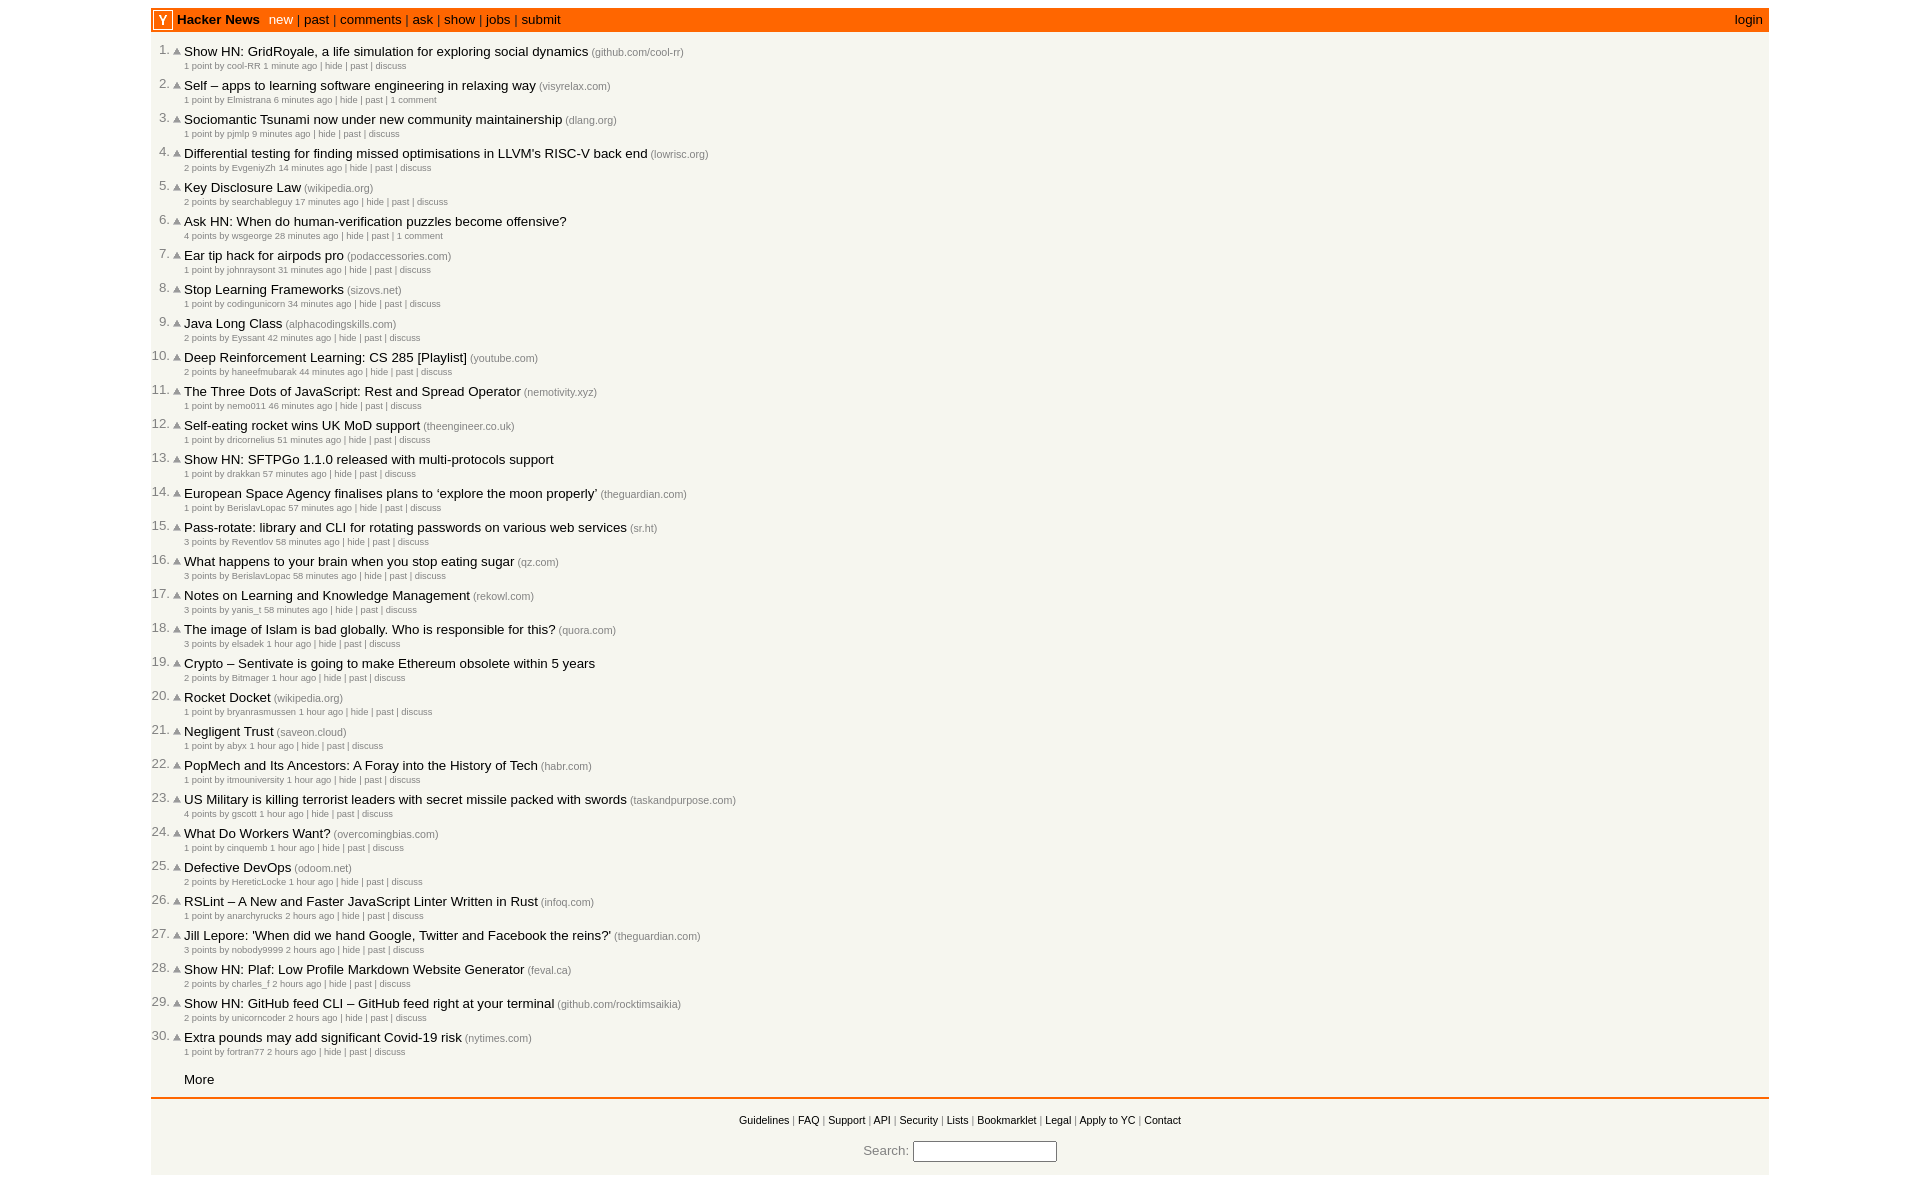 Y Hacker News new | past | comments | ask | show | jobs | submit login
1. Show HN: GridRoyale, a life simulation for exploring social dynamics (github.com/cool-rr)
1 point by cool-RR 1 minute ago | hide | past | discuss
2. Self – apps to learning software engineering in relaxing way (visyrelax.com)
1 point by Elmistrana 6 minutes ago | hide | past | 1 comment
3. Sociomantic Tsunami now under new community maintainership (dlang.org)
1 point by pjmlp 9 minutes ago | hide | past | discuss
4. Differential testing for finding missed optimisations in LLVM's RISC-V back end (lowrisc.org)
2 points by EvgeniyZh 14 minutes ago | hide | past | discuss
5. Key Disclosure Law (wikipedia.org)
2 points by searchableguy 17 minutes ago | hide | past | discuss
6. Ask HN: When do human-verification puzzles become offensive?
4 points by wsgeorge 28 minutes ago | hide | past | 1 comment
7. Ear tip hack for airpods pro (podaccessories.com)
1 point by johnraysont 31 minutes ago | hide | past | discuss
8. Stop Learning Frameworks (sizovs.net)
1 point by codingunicorn 34 minutes ago | hide | past | discuss
9. Java Long Class (alphacodingskills.com)
2 points by Eyssant 42 minutes ago | hide | past | discuss
10. Deep Reinforcement Learning: CS 285 [Playlist] (youtube.com)
2 points by haneefmubarak 44 minutes ago | hide | past | discuss
11. The Three Dots of JavaScript: Rest and Spread Operator (nemotivity.xyz)
1 point by nemo011 46 minutes ago | hide | past | discuss
12. Self-eating rocket wins UK MoD support (theengineer.co.uk)
1 point by dricornelius 51 minutes ago | hide | past | discuss
13. Show HN: SFTPGo 1.1.0 released with multi-protocols support
1 point by drakkan 57 minutes ago | hide | past | discuss
14. European Space Agency finalises plans to ‘explore the moon properly’ (theguardian.com)
1 point by BerislavLopac 57 minutes ago | hide | past | discuss
15. Pass-rotate: library and CLI for rotating passwords on various web services (sr.ht)
3 points by Reventlov 58 minutes ago | hide | past | discuss
16. What happens to your brain when you stop eating sugar (qz.com)
3 points by BerislavLopac 58 minutes ago | hide | past | discuss
17. Notes on Learning and Knowledge Management (rekowl.com)
3 points by yanis_t 58 minutes ago | hide | past | discuss
18. The image of Islam is bad globally. Who is responsible for this? (quora.com)
3 points by elsadek 1 hour ago | hide | past | discuss
19. Crypto – Sentivate is going to make Ethereum obsolete within 5 years
2 points by Bitmager 1 hour ago | hide | past | discuss
20. Rocket Docket (wikipedia.org)
1 point by bryanrasmussen 1 hour ago | hide | past | discuss
21. Negligent Trust (saveon.cloud)
1 point by abyx 1 hour ago | hide | past | discuss
22. PopMech and Its Ancestors: A Foray into the History of Tech (habr.com)
1 point by itmouniversity 1 hour ago | hide | past | discuss
23. US Military is killing terrorist leaders with secret missile packed with swords (taskandpurpose.com)
4 points by gscott 1 hour ago | hide | past | discuss
24. What Do Workers Want? (overcomingbias.com)
1 point by cinquemb 1 hour ago | hide | past | discuss
25. Defective DevOps (odoom.net)
2 points by HereticLocke 1 hour ago | hide | past | discuss
26. RSLint – A New and Faster JavaScript Linter Written in Rust (infoq.com)
1 point by anarchyrucks 2 hours ago | hide | past | discuss
27. Jill Lepore: 'When did we hand Google, Twitter and Facebook the reins?' (theguardian.com)
3 points by nobody9999 2 hours ago | hide | past | discuss
28. Show HN: Plaf: Low Profile Markdown Website Generator (feval.ca)
2 points by charles_f 2 hours ago | hide | past | discuss
29. Show HN: GitHub feed CLI – GitHub feed right at your terminal (github.com/rocktimsaikia)
2 points by unicorncoder 2 hours ago | hide | past | discuss
30. Extra pounds may add significant Covid-19 risk (nytimes.com)
1 point by fortran77 2 hours ago | hide | past | discuss
More
Guidelines | FAQ | Support | API | Security | Lists | Bookmarklet | Legal | Apply to YC | Contact
Search: